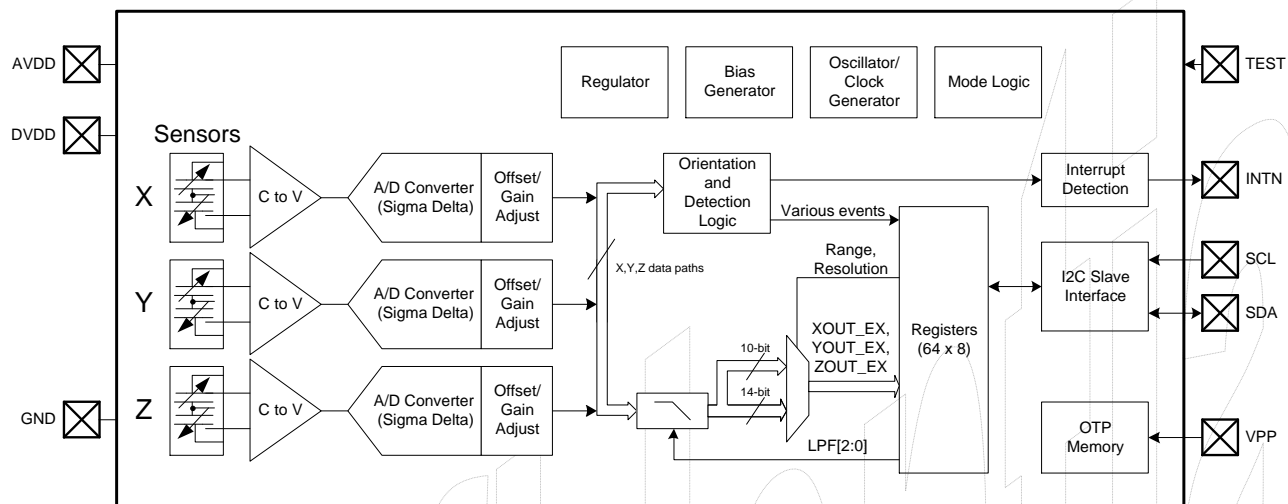 AVDD
DVDD
GND
Sensors
X
Y
Z
C to V
A/D Converter
(Sigma Delta)
Offset/
Gain
Adjust
C to V
A/D Converter
(Sigma Delta)
Offset/
Gain
Adjust
C to V
A/D Converter
(Sigma Delta)
Offset/
Gain
Adjust
Regulator
Bias
Generator
Oscillator/
Clock
Generator
Mode Logic
Orientation
and
Detection
Logic
Various events
X,Y,Z data paths
Range,
Resolution
XOUT_EX,
YOUT_EX,
ZOUT_EX
10-bit
14-bit
LPF[2:0]
Registers
(64 x 8)
Interrupt
Detection
I2C Slave
Interface
OTP
Memory
TEST
INTN
SCL
SDA
VPP